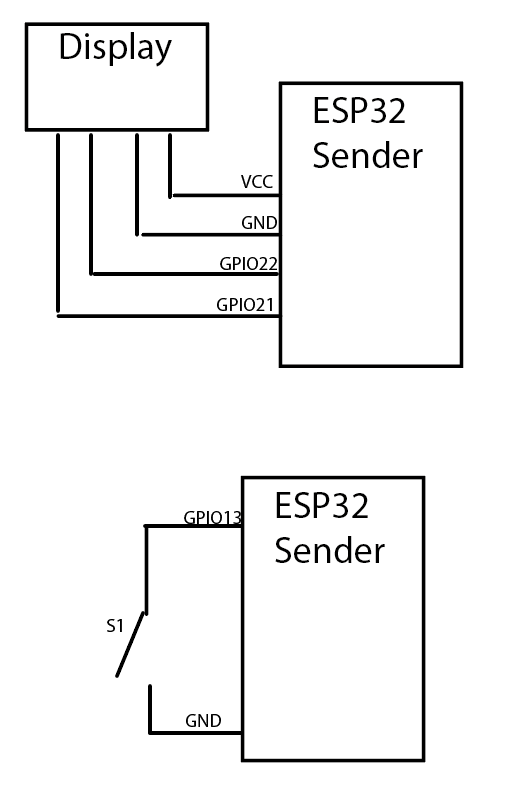 Display
ESP32
Sender
VCC
GND
GPIO22
GPIO21
ESP32
Sender
GPIO13
S1
GND